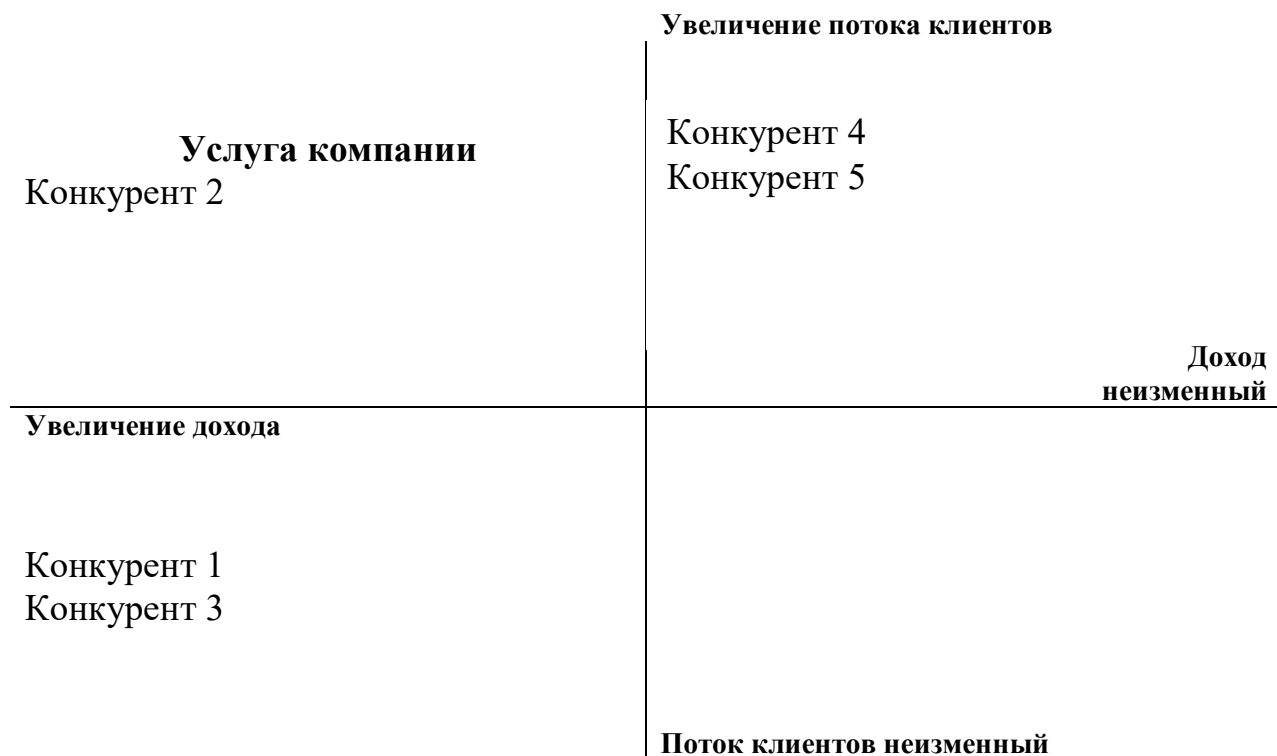 Увеличение потока клиентов
Услуга компании
Конкурент 2
Конкурент 4
Конкурент 5
Доход
неизменный
Увеличение дохода
Конкурент 1
Конкурент 3
Поток клиентов неизменный